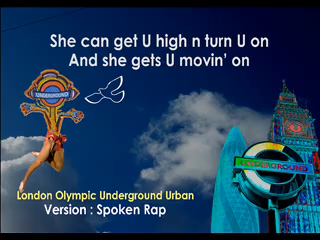 She can get U high n turn U on
And she gets U movin' on
UNDERGROUND
UNDERGROUND
London Olympic Underground Urban
Version : Spoken Rap